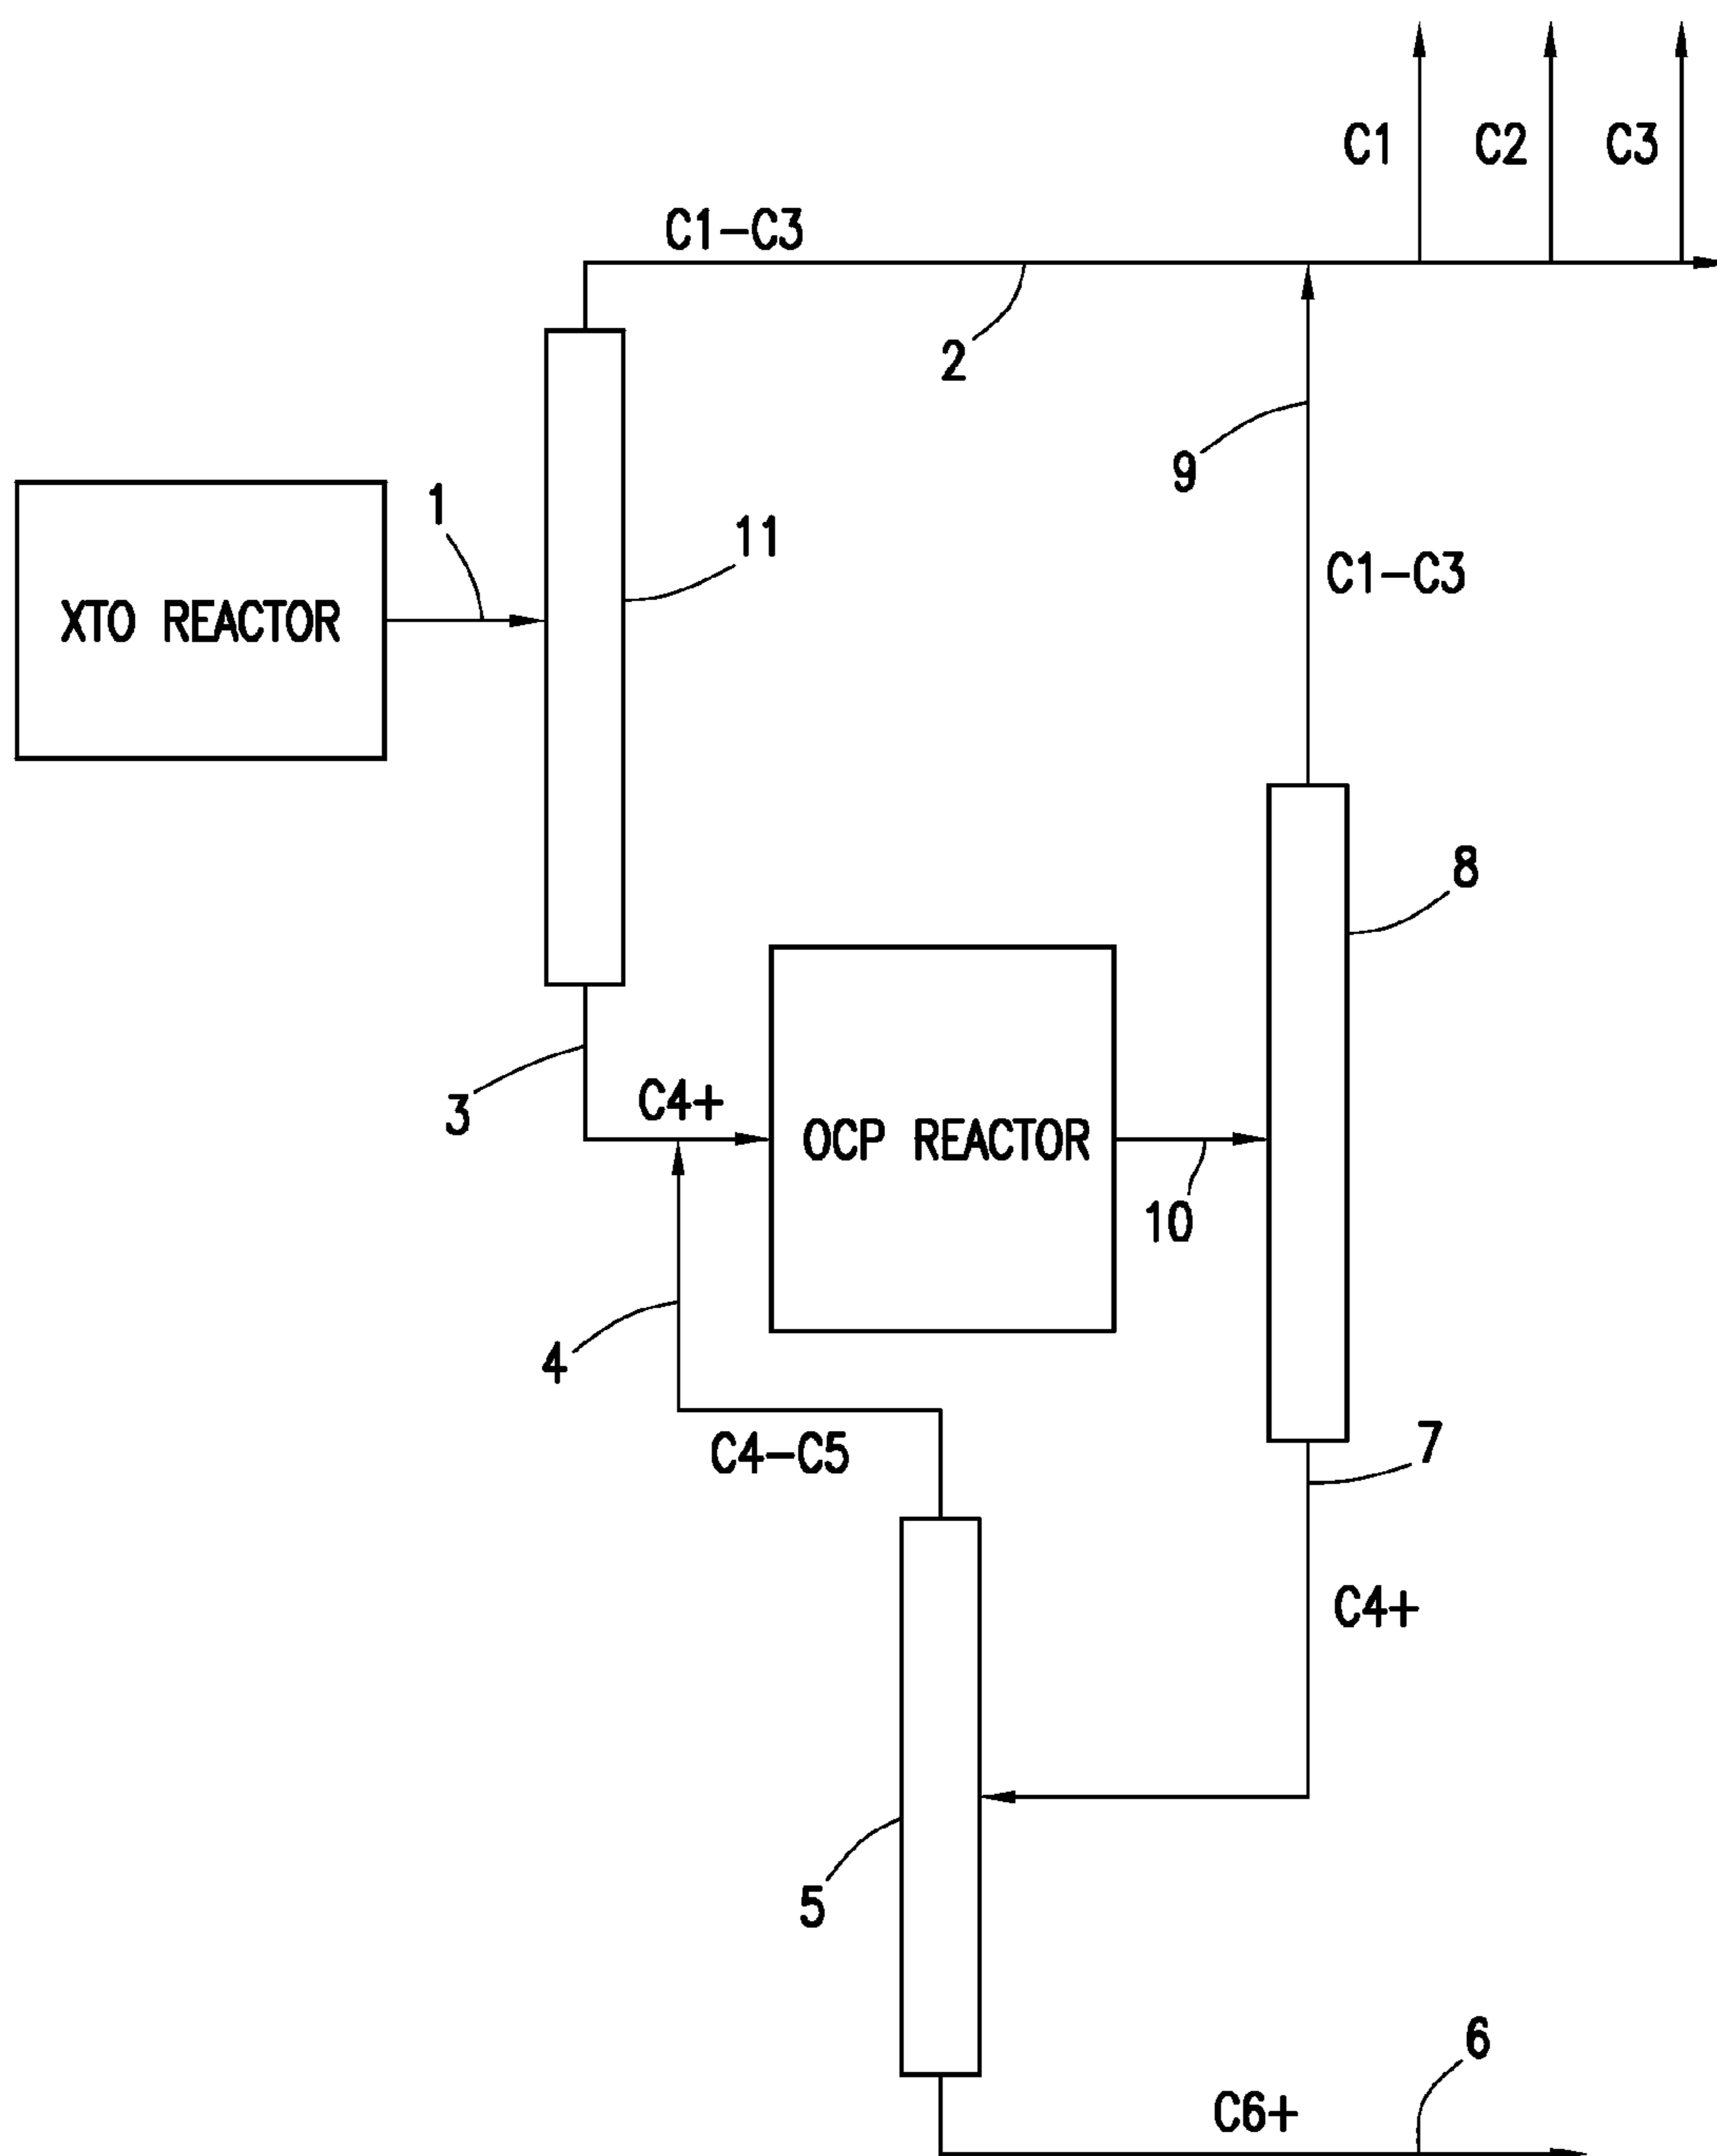 C1
C2
C3
C1-C3
2
9
1
11
XTO REACTOR
C1-C3
8
3
C4+
OCP REACTOR
10
4
C4-C5
7
C4+
5
6
C6+